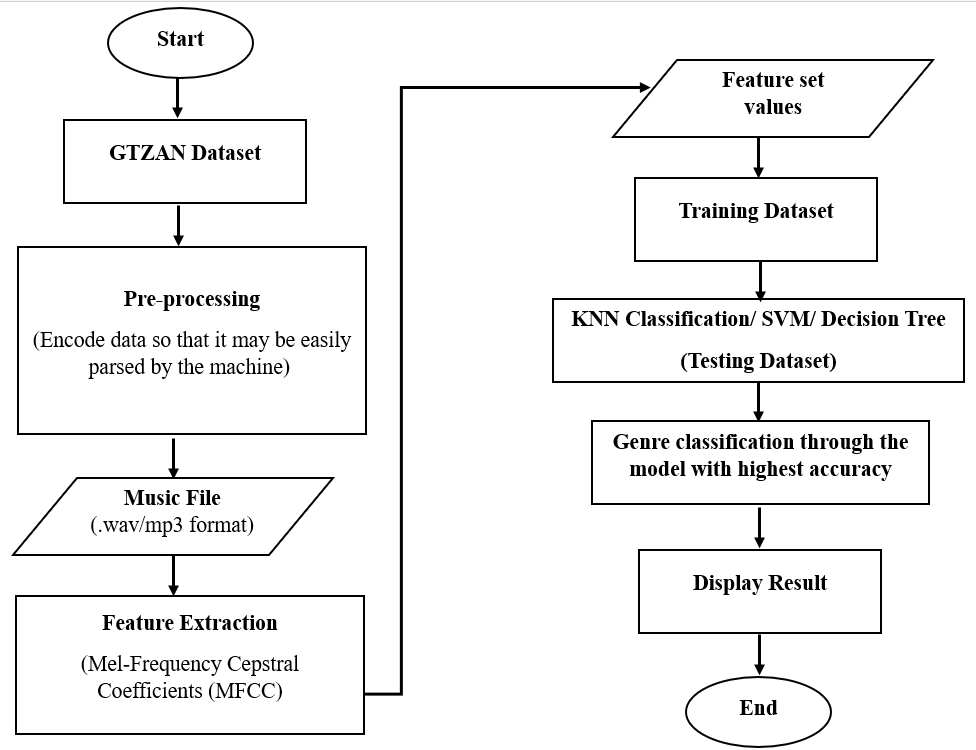 Start
GTZAN Dataset
Pre-processing
(Encode data so that it may be easily
parsed by the machine)
Music File
(.wav/mp3 format)
Feature Extraction
(Mel-Frequency Cepstral
Coefficients (MFCC)
Feature set
values
Training Dataset
KNN Classification/ SVM/ Decision Tree
(Testing Dataset)
Genre classification through the
model with highest accuracy
Display Result
End